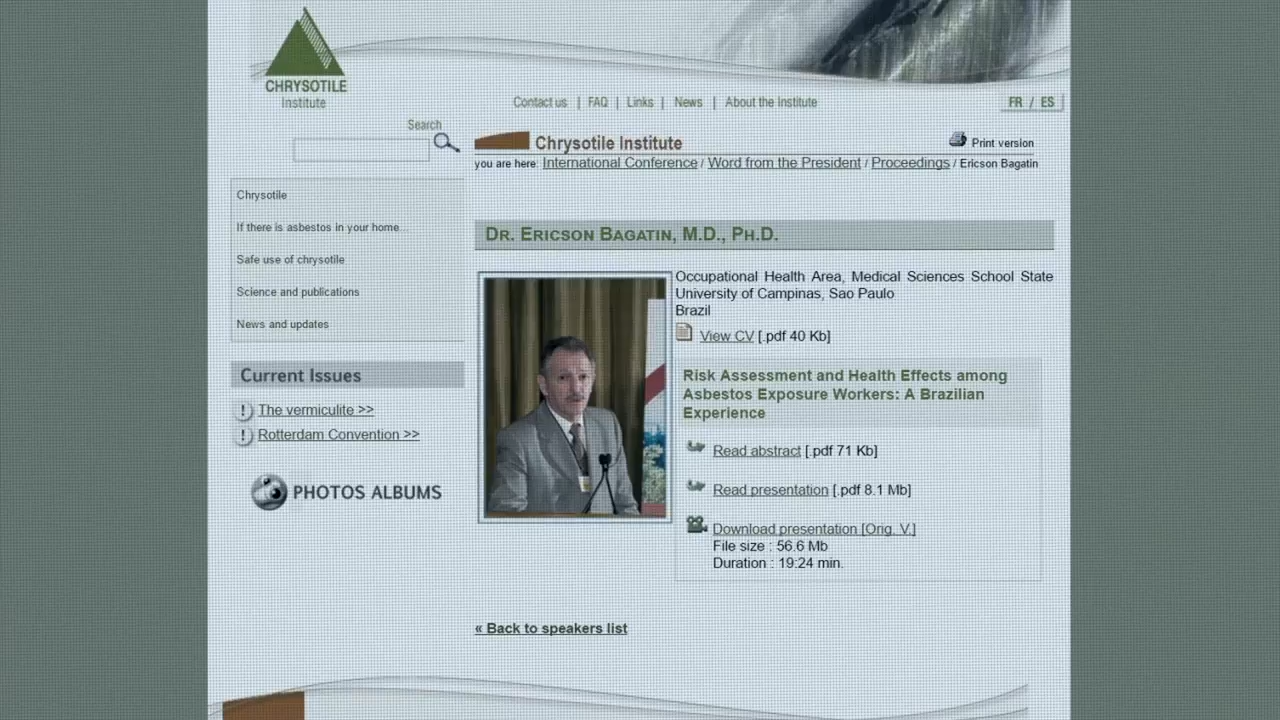 CHRYSOTILE
Institute
Contact us | FAQ | Links | News | About the Institute
FR / ES
Search
Chrysotile Institute
Print version
you are here: International Conference / Word from the President / Proceedings / Ericson Bagatin
Chrysotile
If there is asbestos in your home...
Safe use of chrysotile
Science and publications
News and updates
Current Issues
The vermiculite >>
Rotterdam Convention >>
PHOTOS ALBUMS
DR. ERICSON BAGATIN, M.D., PH.D.
Occupational Health Area, Medical Sciences School State
University of Campinas, Sao Paulo
Brazil
View CV [.pdf 40 Kb]
Risk Assessment and Health Effects among
Asbestos Exposure Workers: A Brazilian
Experience
Read abstract [.pdf 71 Kb]
Read presentation [.pdf 8.1 Mb]
Download presentation [Orig. V.]
File size : 56.6 Mb
Duration : 19:24 min.
« Back to speakers list